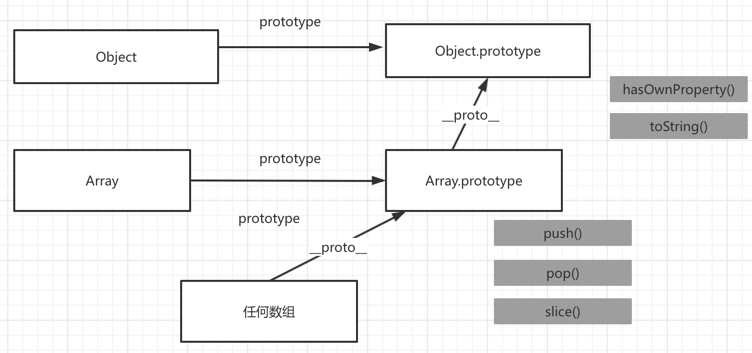 prototype
Object
Object.prototype
hasOwnProperty()
__proto__
toString()
prototype
Array
Array.prototype
prototype
push()
__proto__
pop()
任何数组
slice()